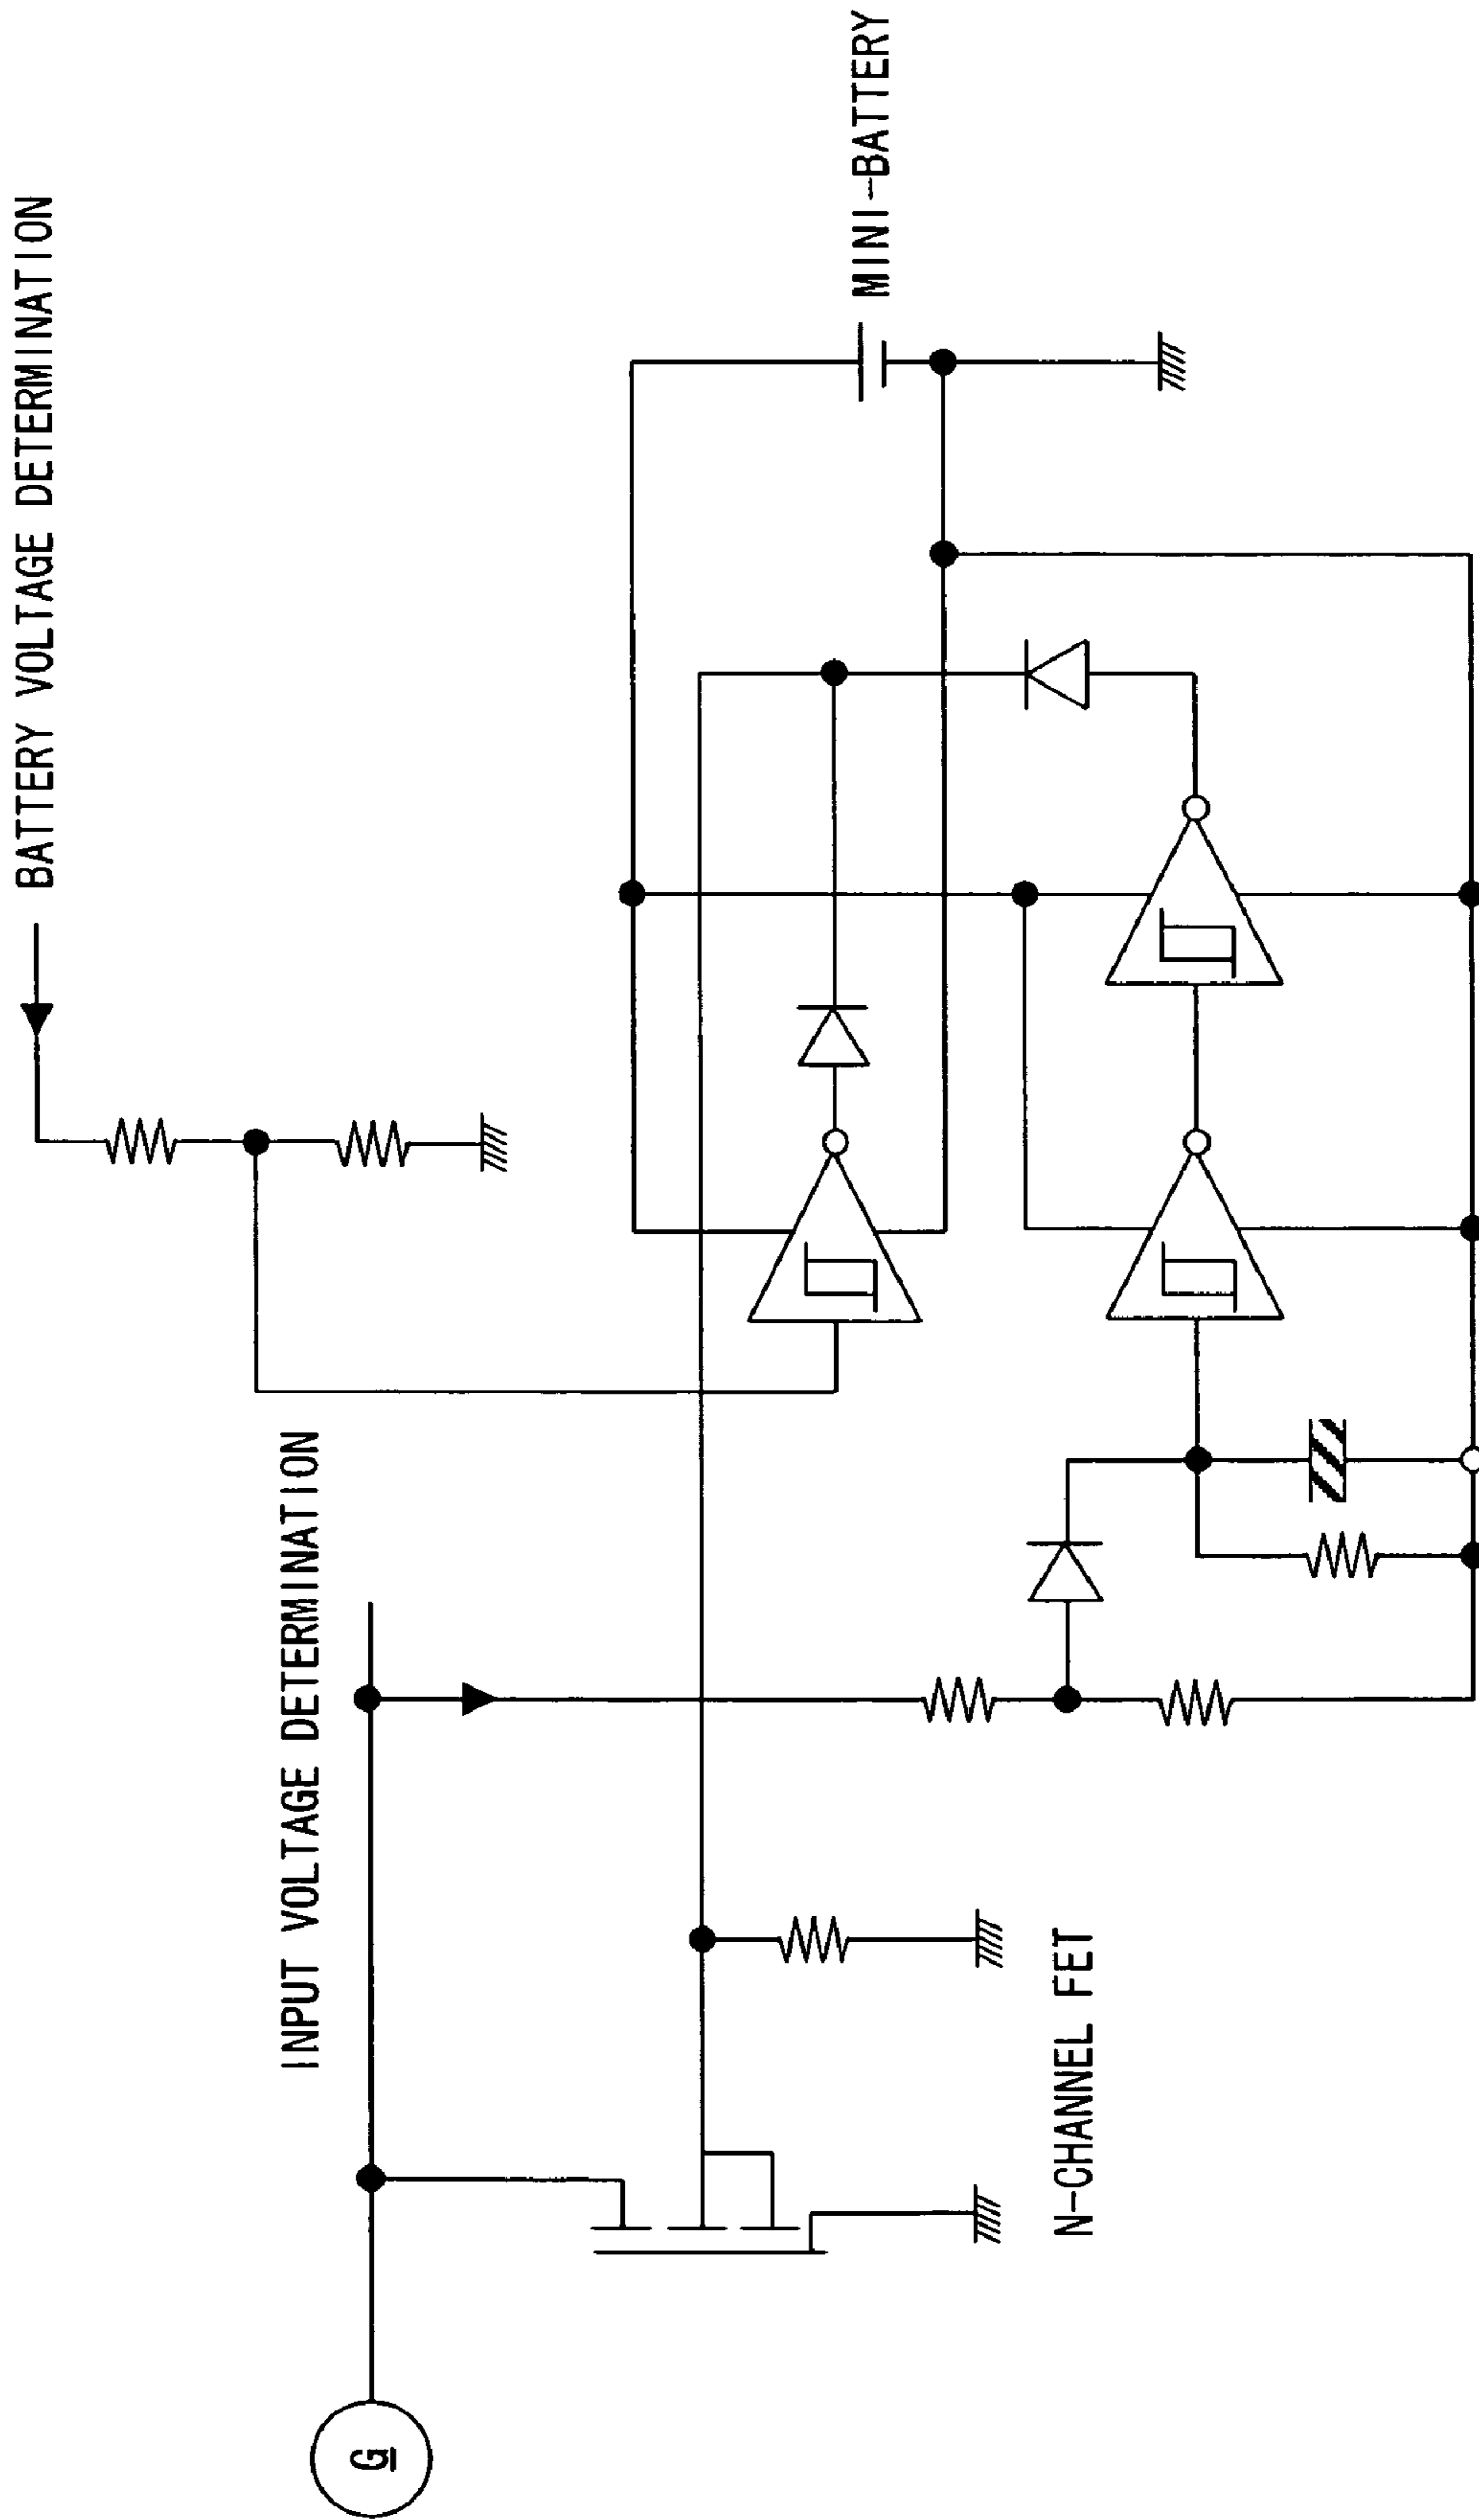 BATTERY VOLTAGE DETERMINATION
INPUT VOLTAGE DETERMINATION
MINI-BATTERY
N-CHANNEL FET
G